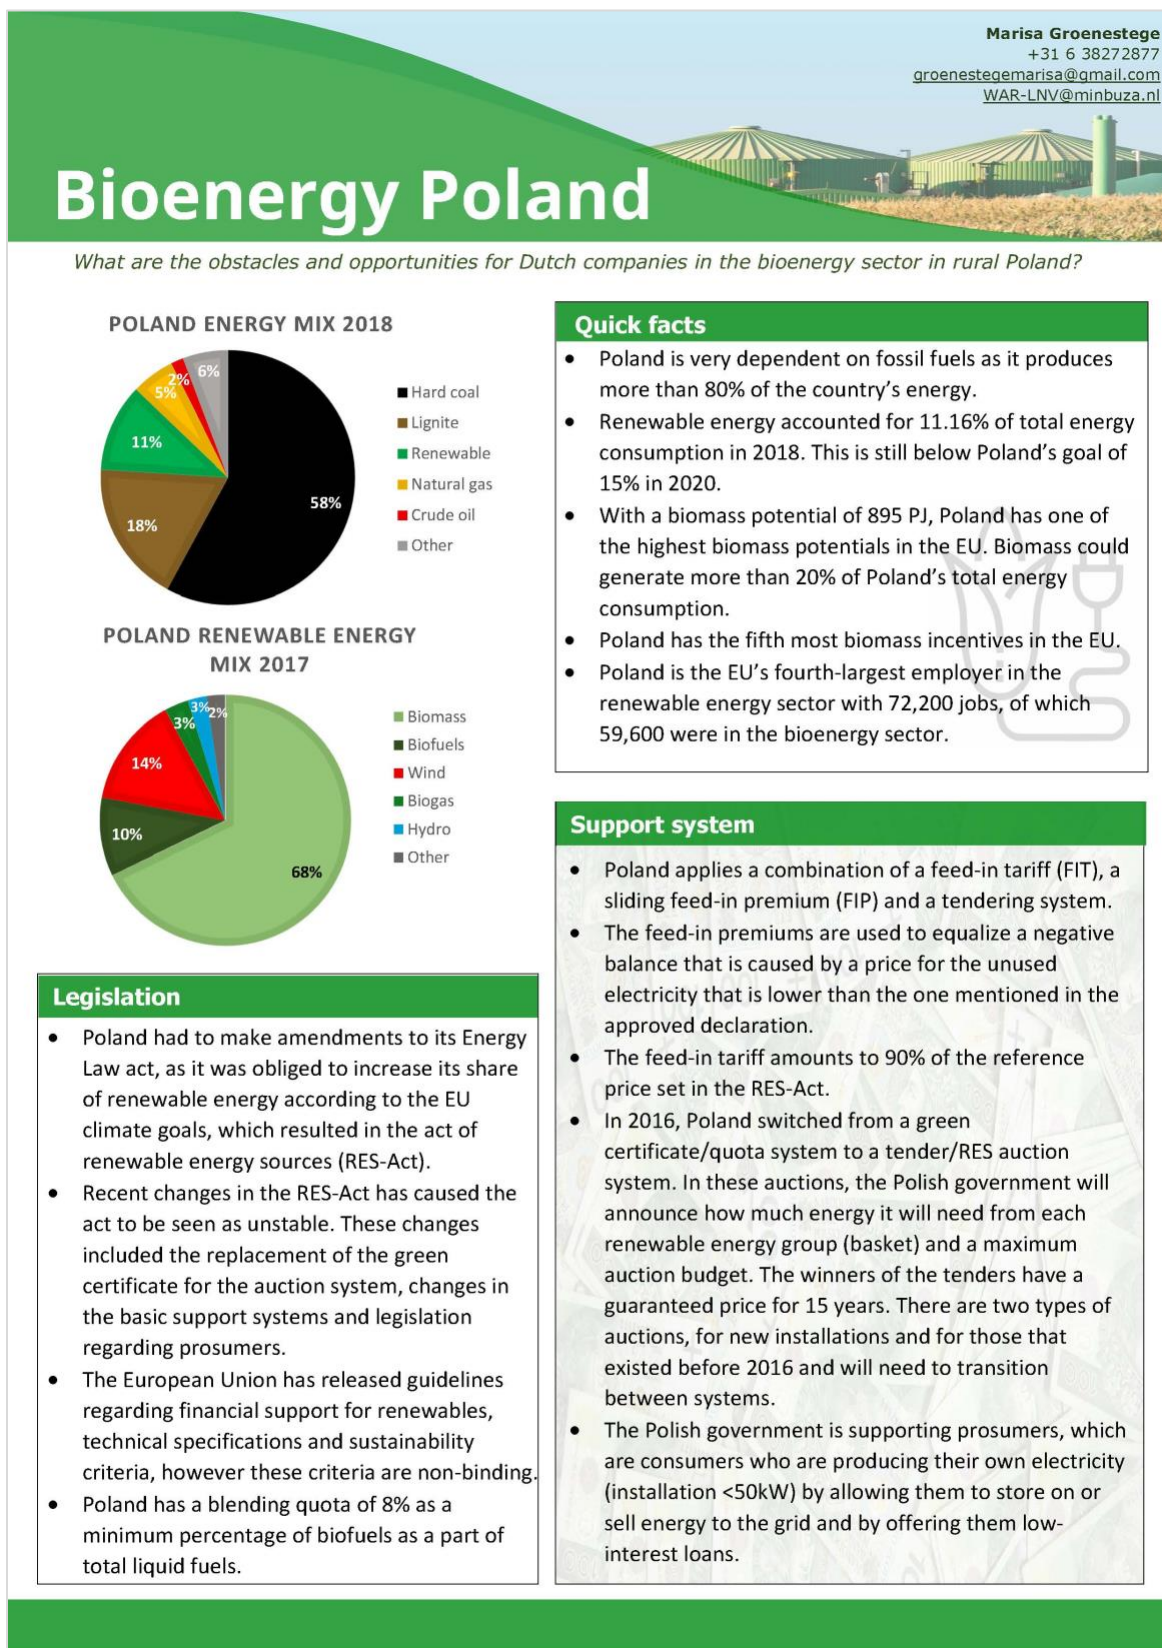 Marisa Groenestege
+31 6 38272877
groenestegemarisa@gmail.com
WAR-LNV@minbuza.nl
Bioenergy Poland
What are the obstacles and opportunities for Dutch companies in the bioenergy sector in rural Poland?
POLAND ENERGY MIX 2018
6%
2%
5%
11%
18%
58%
Hard coal
Lignite
Renewable
Natural gas
Crude oil
Other
POLAND RENEWABLE ENERGY
MIX 2017
3%
2%
3%
14%
10%
68%
Biomass
Biofuels
Wind
Biogas
Hydro
Other
Legislation
• Poland had to make amendments to its Energy
Law act, as it was obliged to increase its share
of renewable energy according to the EU
climate goals, which resulted in the act of
renewable energy sources (RES-Act).
• Recent changes in the RES-Act has caused the
act to be seen as unstable. These changes
included the replacement of the green
certificate for the auction system, changes in
the basic support systems and legislation
regarding prosumers.
• The European Union has released guidelines
regarding financial support for renewables,
technical specifications and sustainability
criteria, however these criteria are non-binding.
• Poland has a blending quota of 8% as a
minimum percentage of biofuels as a part of
total liquid fuels.
Quick facts
• Poland is very dependent on fossil fuels as it produces
more than 80% of the country's energy.
• Renewable energy accounted for 11.16% of total energy
consumption in 2018. This is still below Poland's goal of
15% in 2020.
• With a biomass potential of 895 PJ, Poland has one of
the highest biomass potentials in the EU. Biomass could
generate more than 20% of Poland's total energy
consumption.
• Poland has the fifth most biomass incentives in the EU.
• Poland is the EU's fourth-largest employer in the
renewable energy sector with 72,200 jobs, of which
59,600 were in the bioenergy sector.
Support system
• Poland applies a combination of a feed-in tariff (FIT), a
sliding feed-in premium (FIP) and a tendering system.
• The feed-in premiums are used to equalize a negative
balance that is caused by a price for the unused
electricity that is lower than the one mentioned in the
approved declaration.
• The feed-in tariff amounts to 90% of the reference
price set in the RES-Act.
• In 2016, Poland switched from a green
certificate/quota system to a tender/RES auction
system. In these auctions, the Polish government will
announce how much energy it will need from each
renewable energy group (basket) and a maximum
auction budget. The winners of the tenders have a
guaranteed price for 15 years. There are two types of
auctions, for new installations and for those that
existed before 2016 and will need to transition
between systems.
• The Polish government is supporting prosumers, which
are consumers who are producing their own electricity
(installation <50kW) by allowing them to store on or
sell energy to the grid and by offering them low-
interest loans.